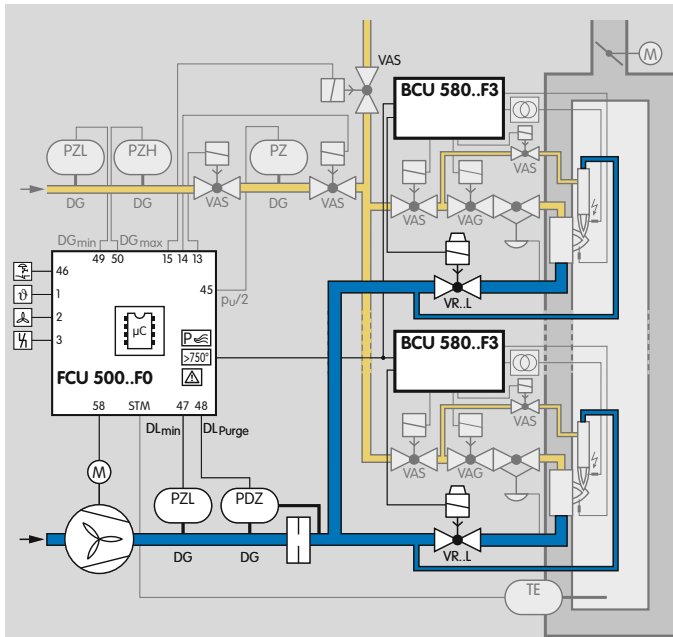 VAS
M
BCU 580..F3
PZL
PZH
PZ
VAS
DG
DG
VAS
DG
VAS
VAS
VAG
DGmin
DGmax
49
50
15
14
13
46
1
2
3
45
pU/2
µC
P
>750°
FCU 500..F0
VR..L
BCU 580..F3
58
STM
47
48
DLmin
DLPurge
VAS
VAS
VAG
M
PZL
PDZ
DG
DG
VR..L
TE